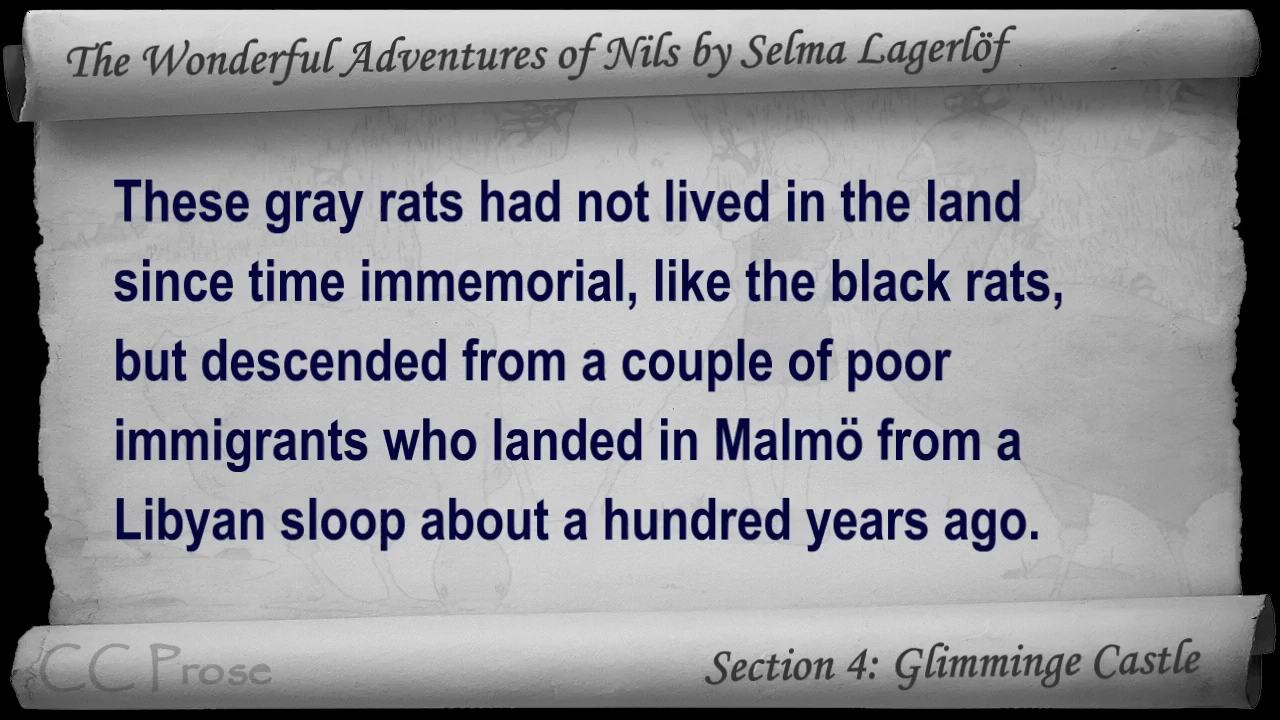 The Wonderful Adventures of Nils by Selma Lagerlöf
These gray rats had not lived in the land
since time immemorial, like the black rats,
but descended from a couple of poor
immigrants who landed in Malmö from a
Libyan sloop about a hundred years ago.
CC Prose
Section 4: Glimminge Castle